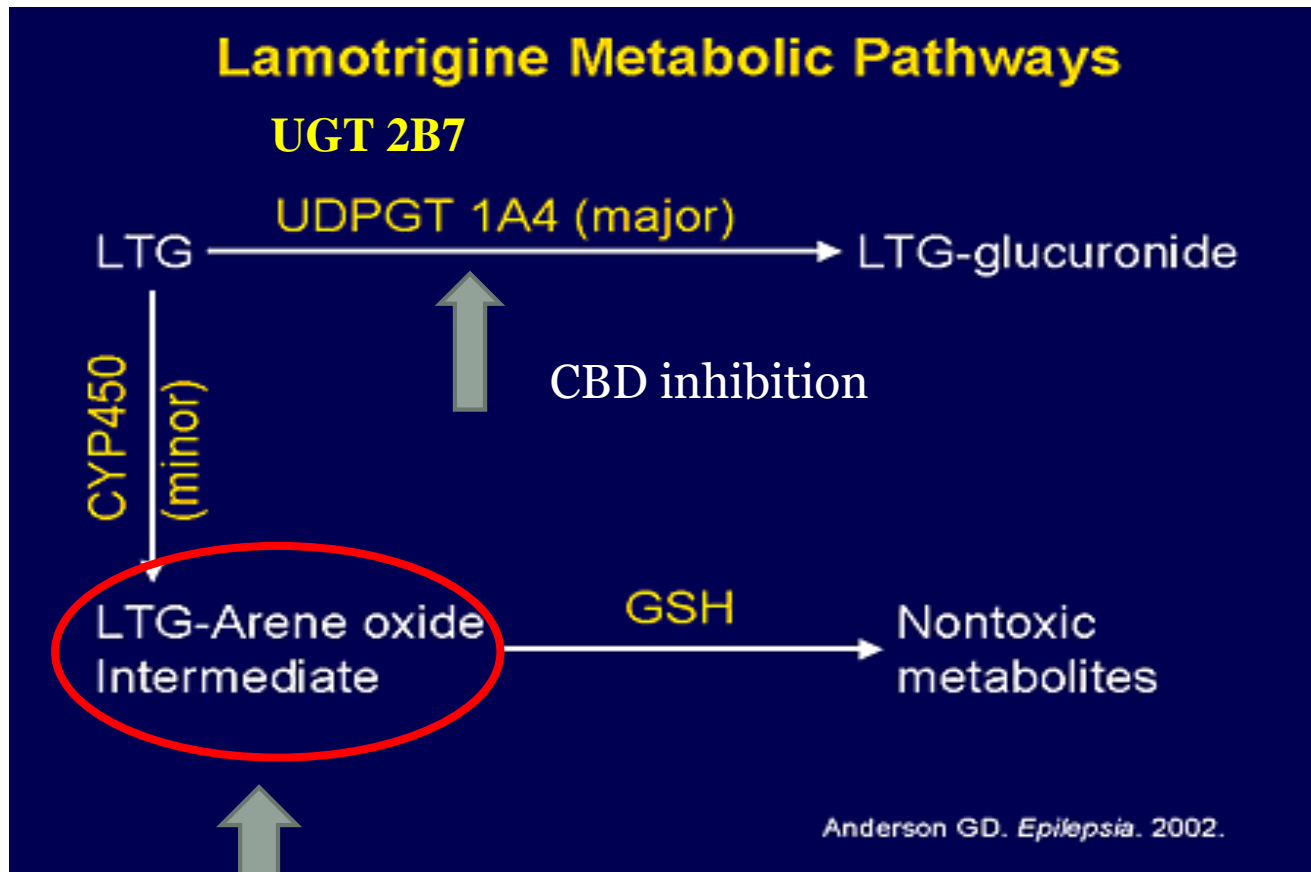 Lamotrigine Metabolic Pathways
UGT 2B7
UDPGT 1A4 (major)
LTG
LTG-glucuronide
CBD inhibition
CYP450
(minor)
LTG-Arene oxide
Intermediate
GSH
Nontoxic
metabolites
Anderson GD. Epilepsia. 2002.